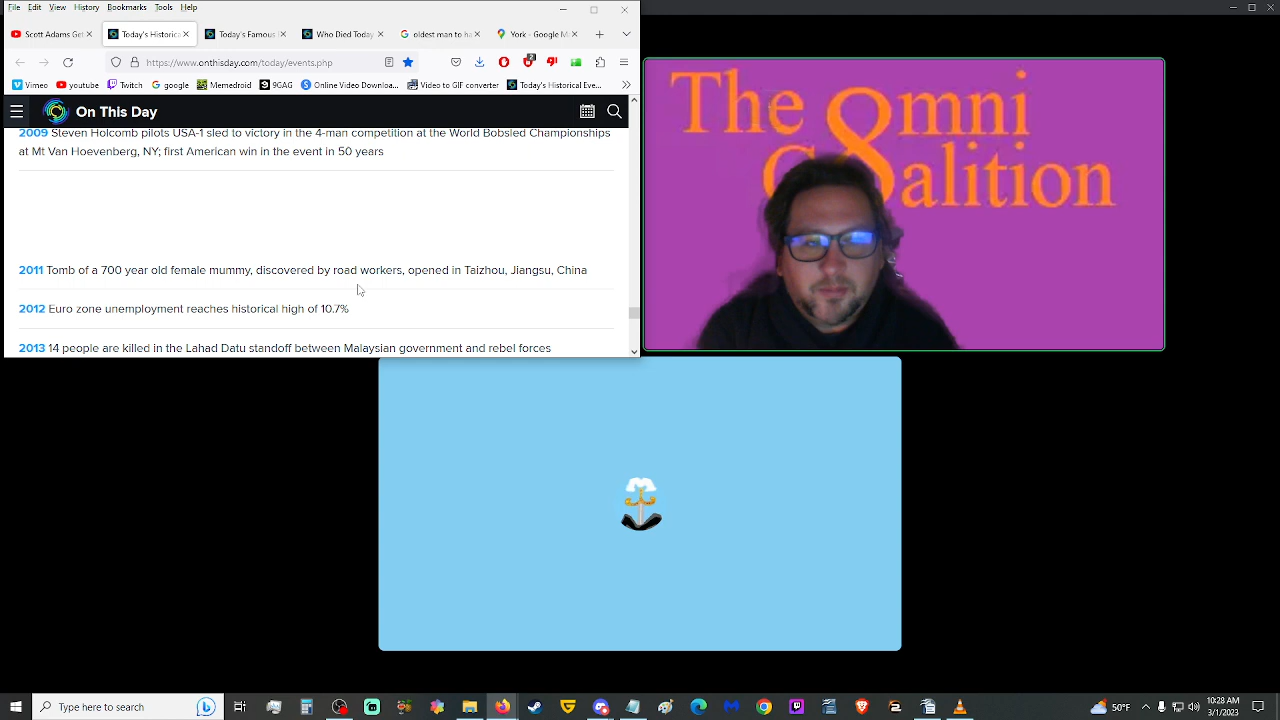 File Edit View History Bookmarks Tools Help
Scott Adams Get
Today's Historica
Today's Famous
Who Died Today
oldest man to ha
York - Google M
https://www.onthisday.com/today/events.php
Vimeo youtube Twitch google Memedroid 9GAG Online Video Downloa... Video to GIF converter Today's Historical Eve...
On This Day
2009 Steven Holcomb pilots USA-1 sled to victory in the 4-man competition at the World Bobsled Championships
at Mt Van Hoevenberg, NY; first American win in the event in 50 years
2011 Tomb of a 700 year old female mummy, discovered by road workers, opened in Taizhou, Jiangsu, China
2012 Euro zone unemployment reaches historical high of 10.7%
2013 14 people are killed in the Lahad Datu standoff between Malaysian government and rebel forces
The Omni
Coalition
Type here to search
50°F
10:28 AM
3/1/2023